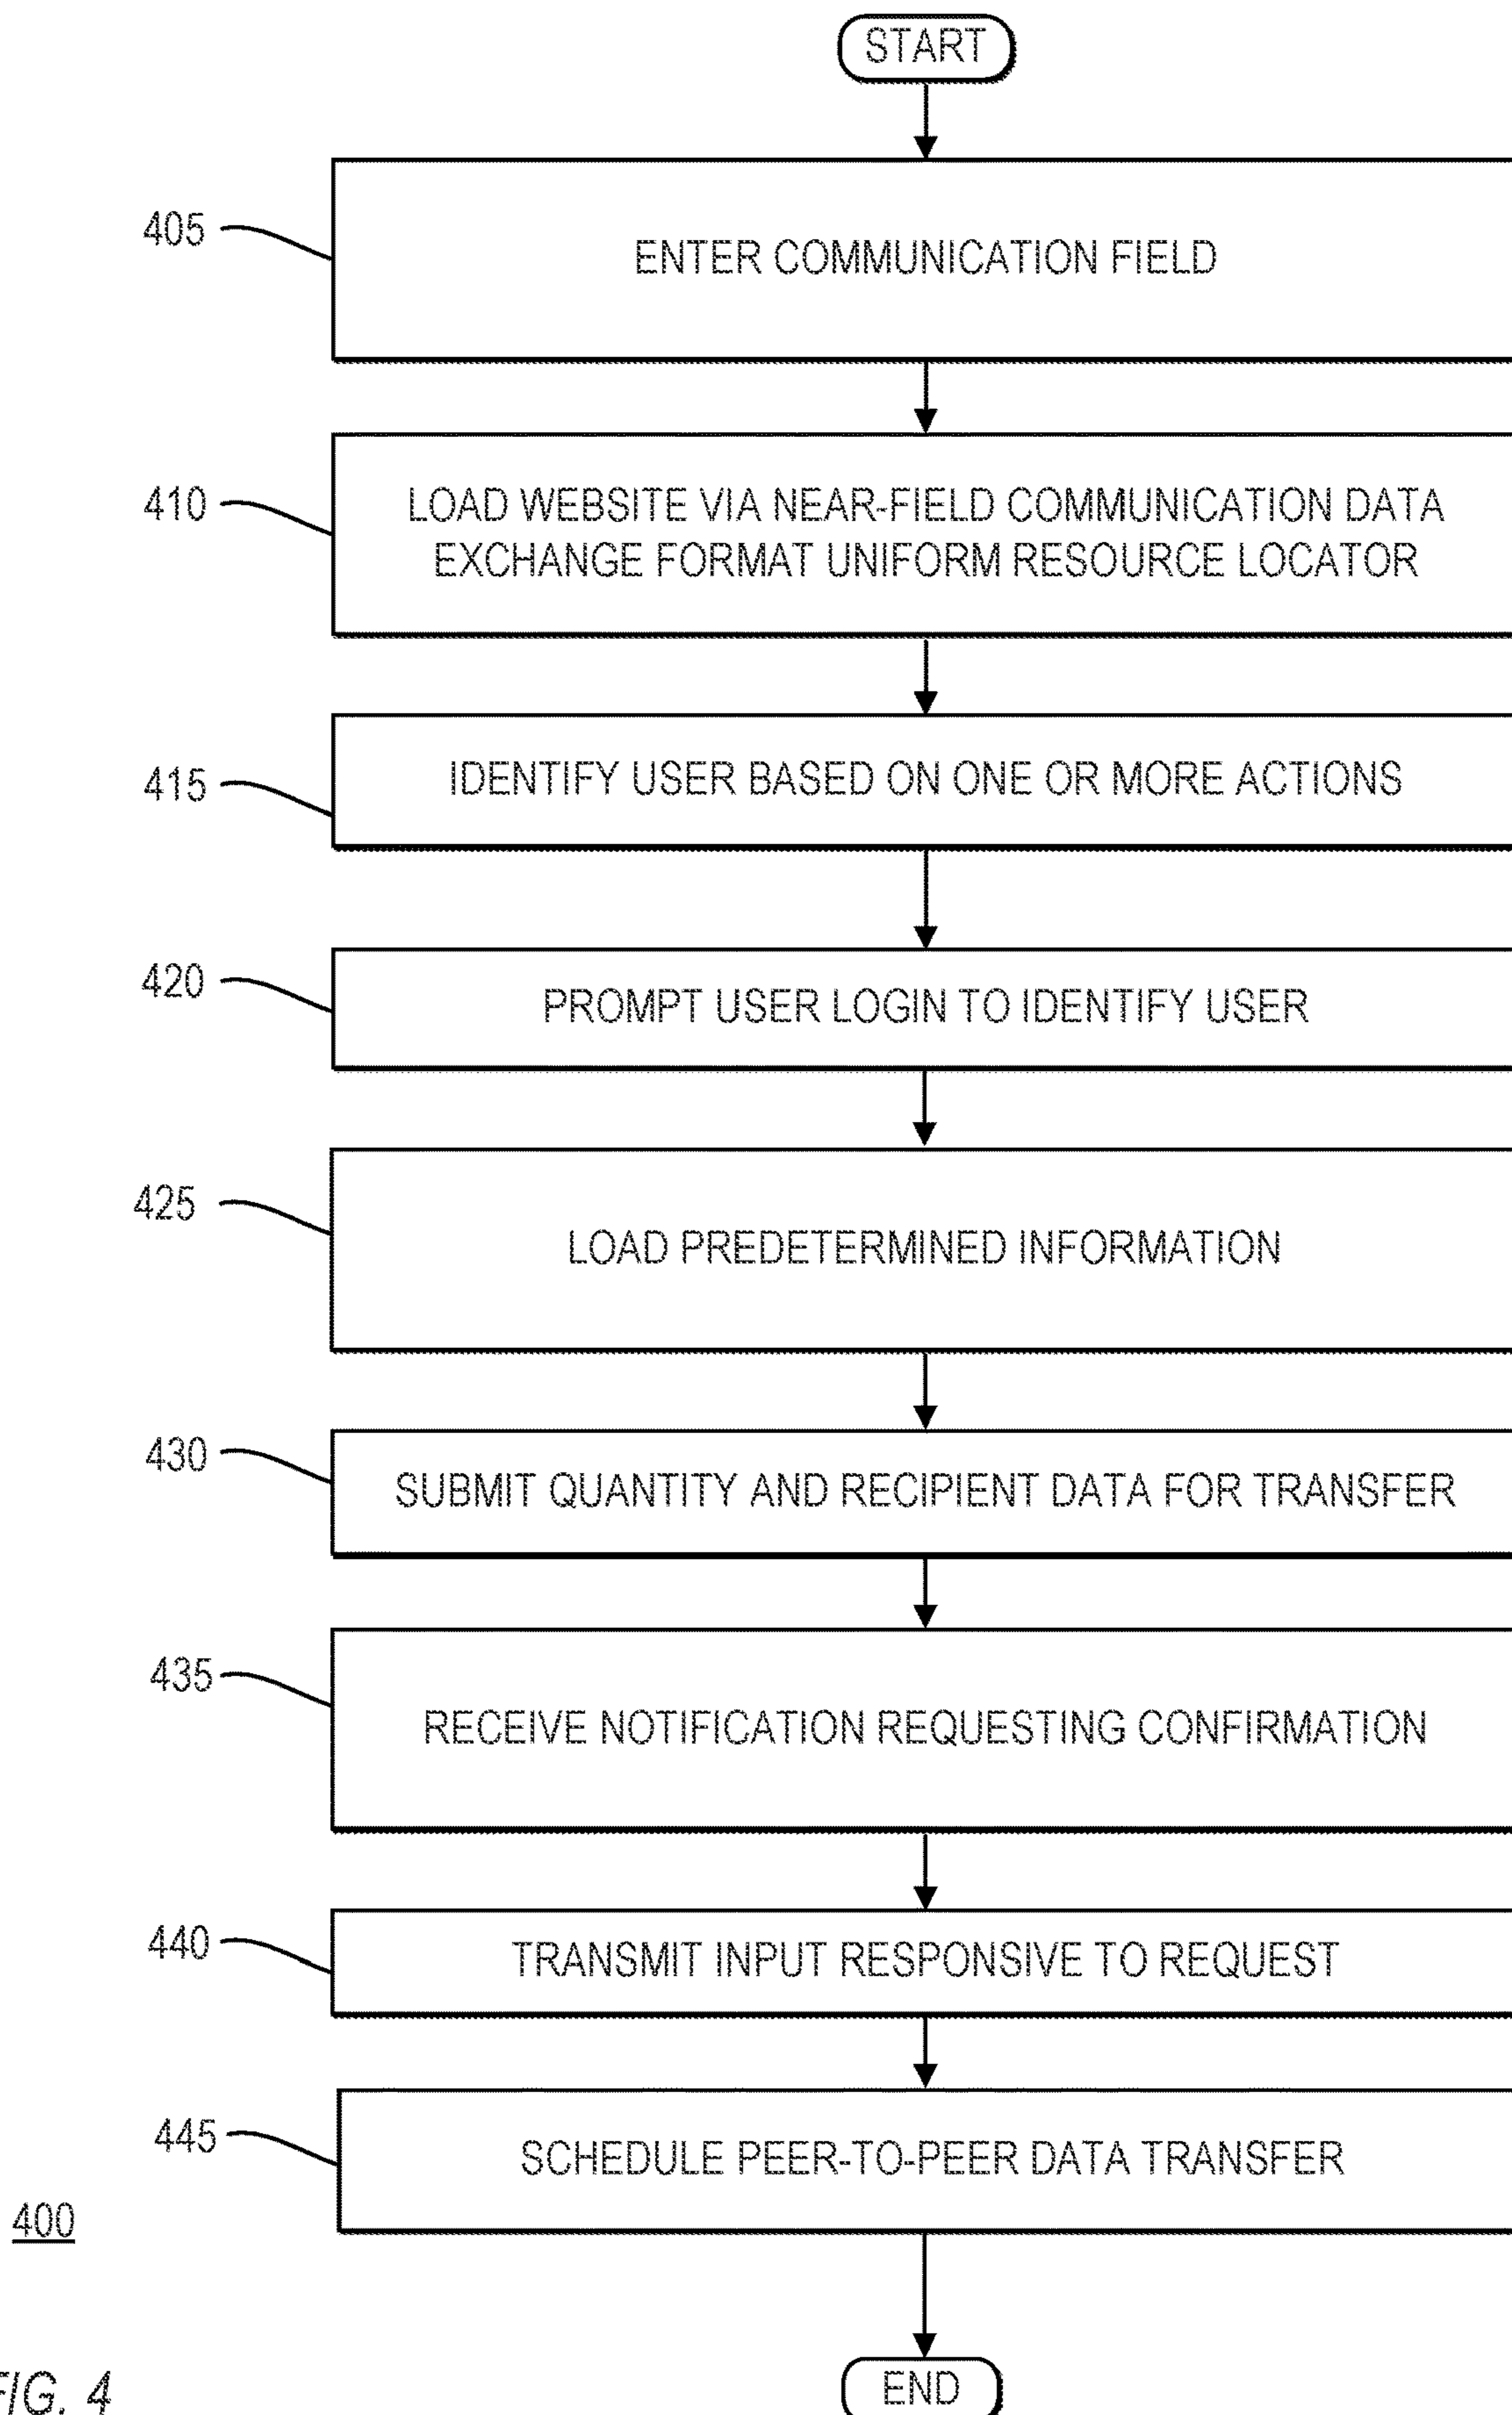 START
405
ENTER COMMUNICATION FIELD
410
LOAD WEBSITE VIA NEAR-FIELD COMMUNICATION DATA
EXCHANGE FORMAT UNIFORM RESOURCE LOCATOR
415
IDENTIFY USER BASED ON ONE OR MORE ACTIONS
420
PROMPT USER LOGIN TO IDENTIFY USER
425
LOAD PREDETERMINED INFORMATION
430
SUBMIT QUANTITY AND RECIPIENT DATA FOR TRANSFER
435
RECEIVE NOTIFICATION REQUESTING CONFIRMATION
440
TRANSMIT INPUT RESPONSIVE TO REQUEST
445
SCHEDULE PEER-TO-PEER DATA TRANSFER
400
FIG. 4
END